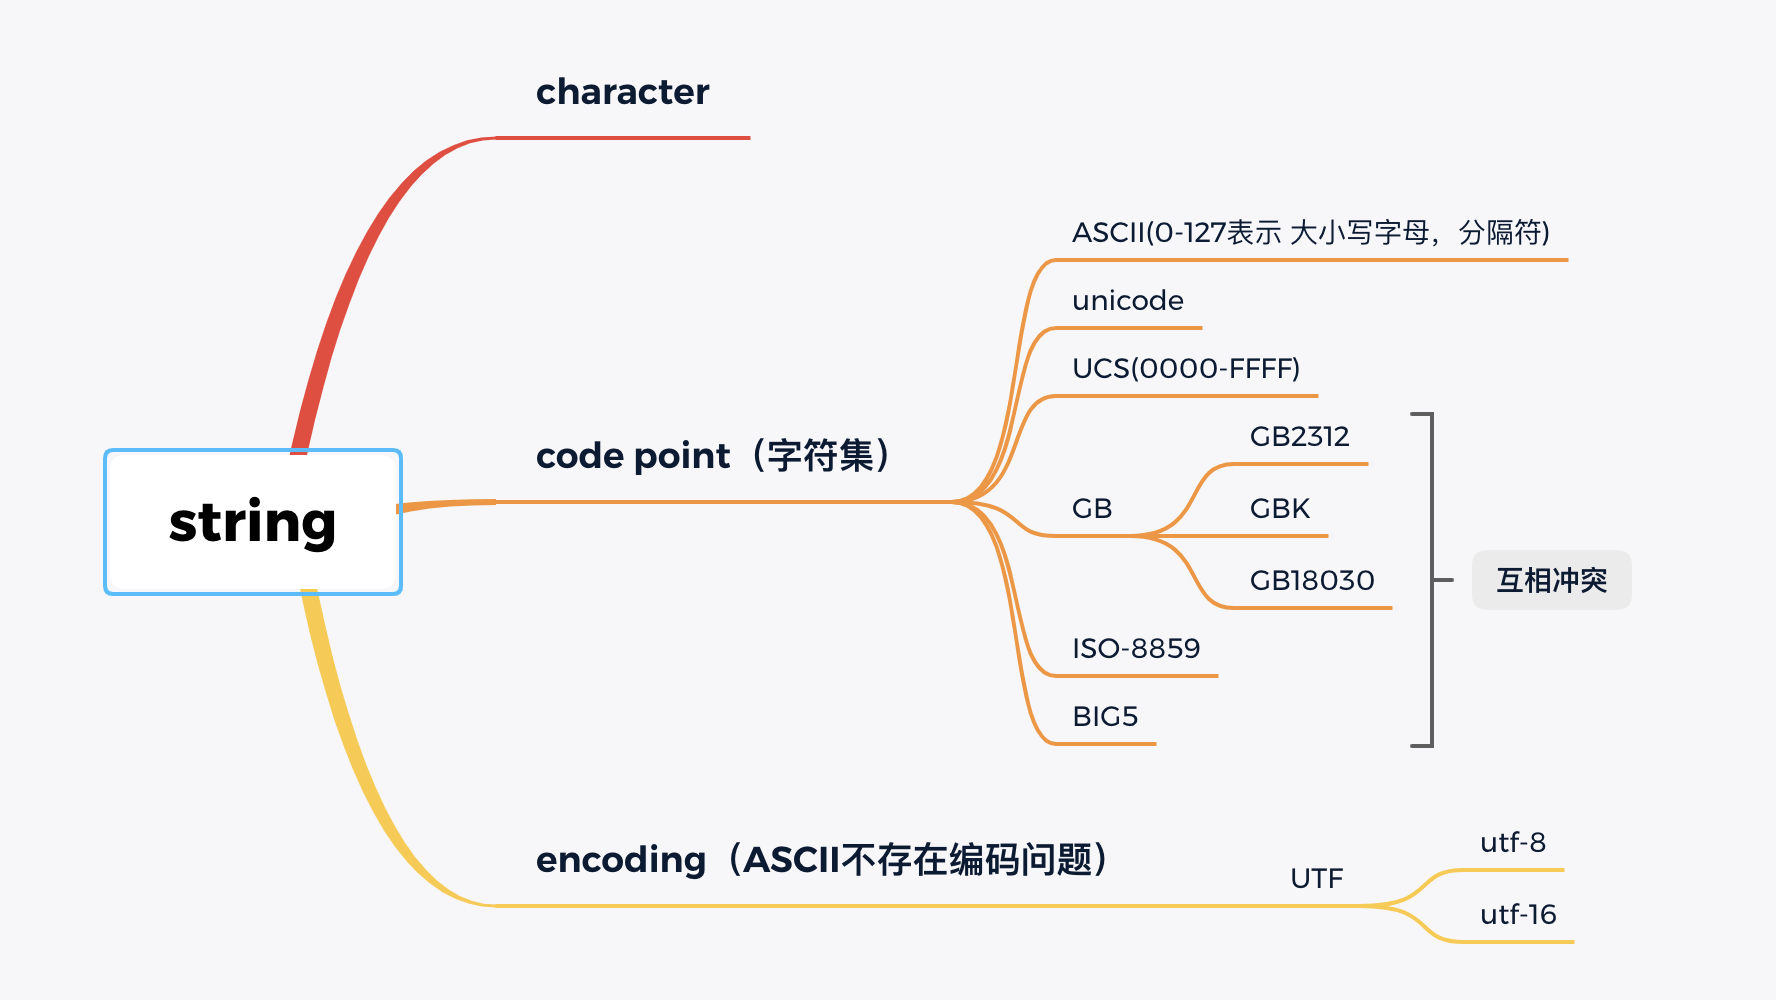 character
ASCII(0-127表示 大小写字母，分隔符)
unicode
UCS(0000-FFFF)
code point（字符集）
GB2312
GB
GBK
GB18030
互相冲突
string
ISO-8859
BIG5
encoding（ASCII不存在编码问题）
UTF
utf-8
utf-16